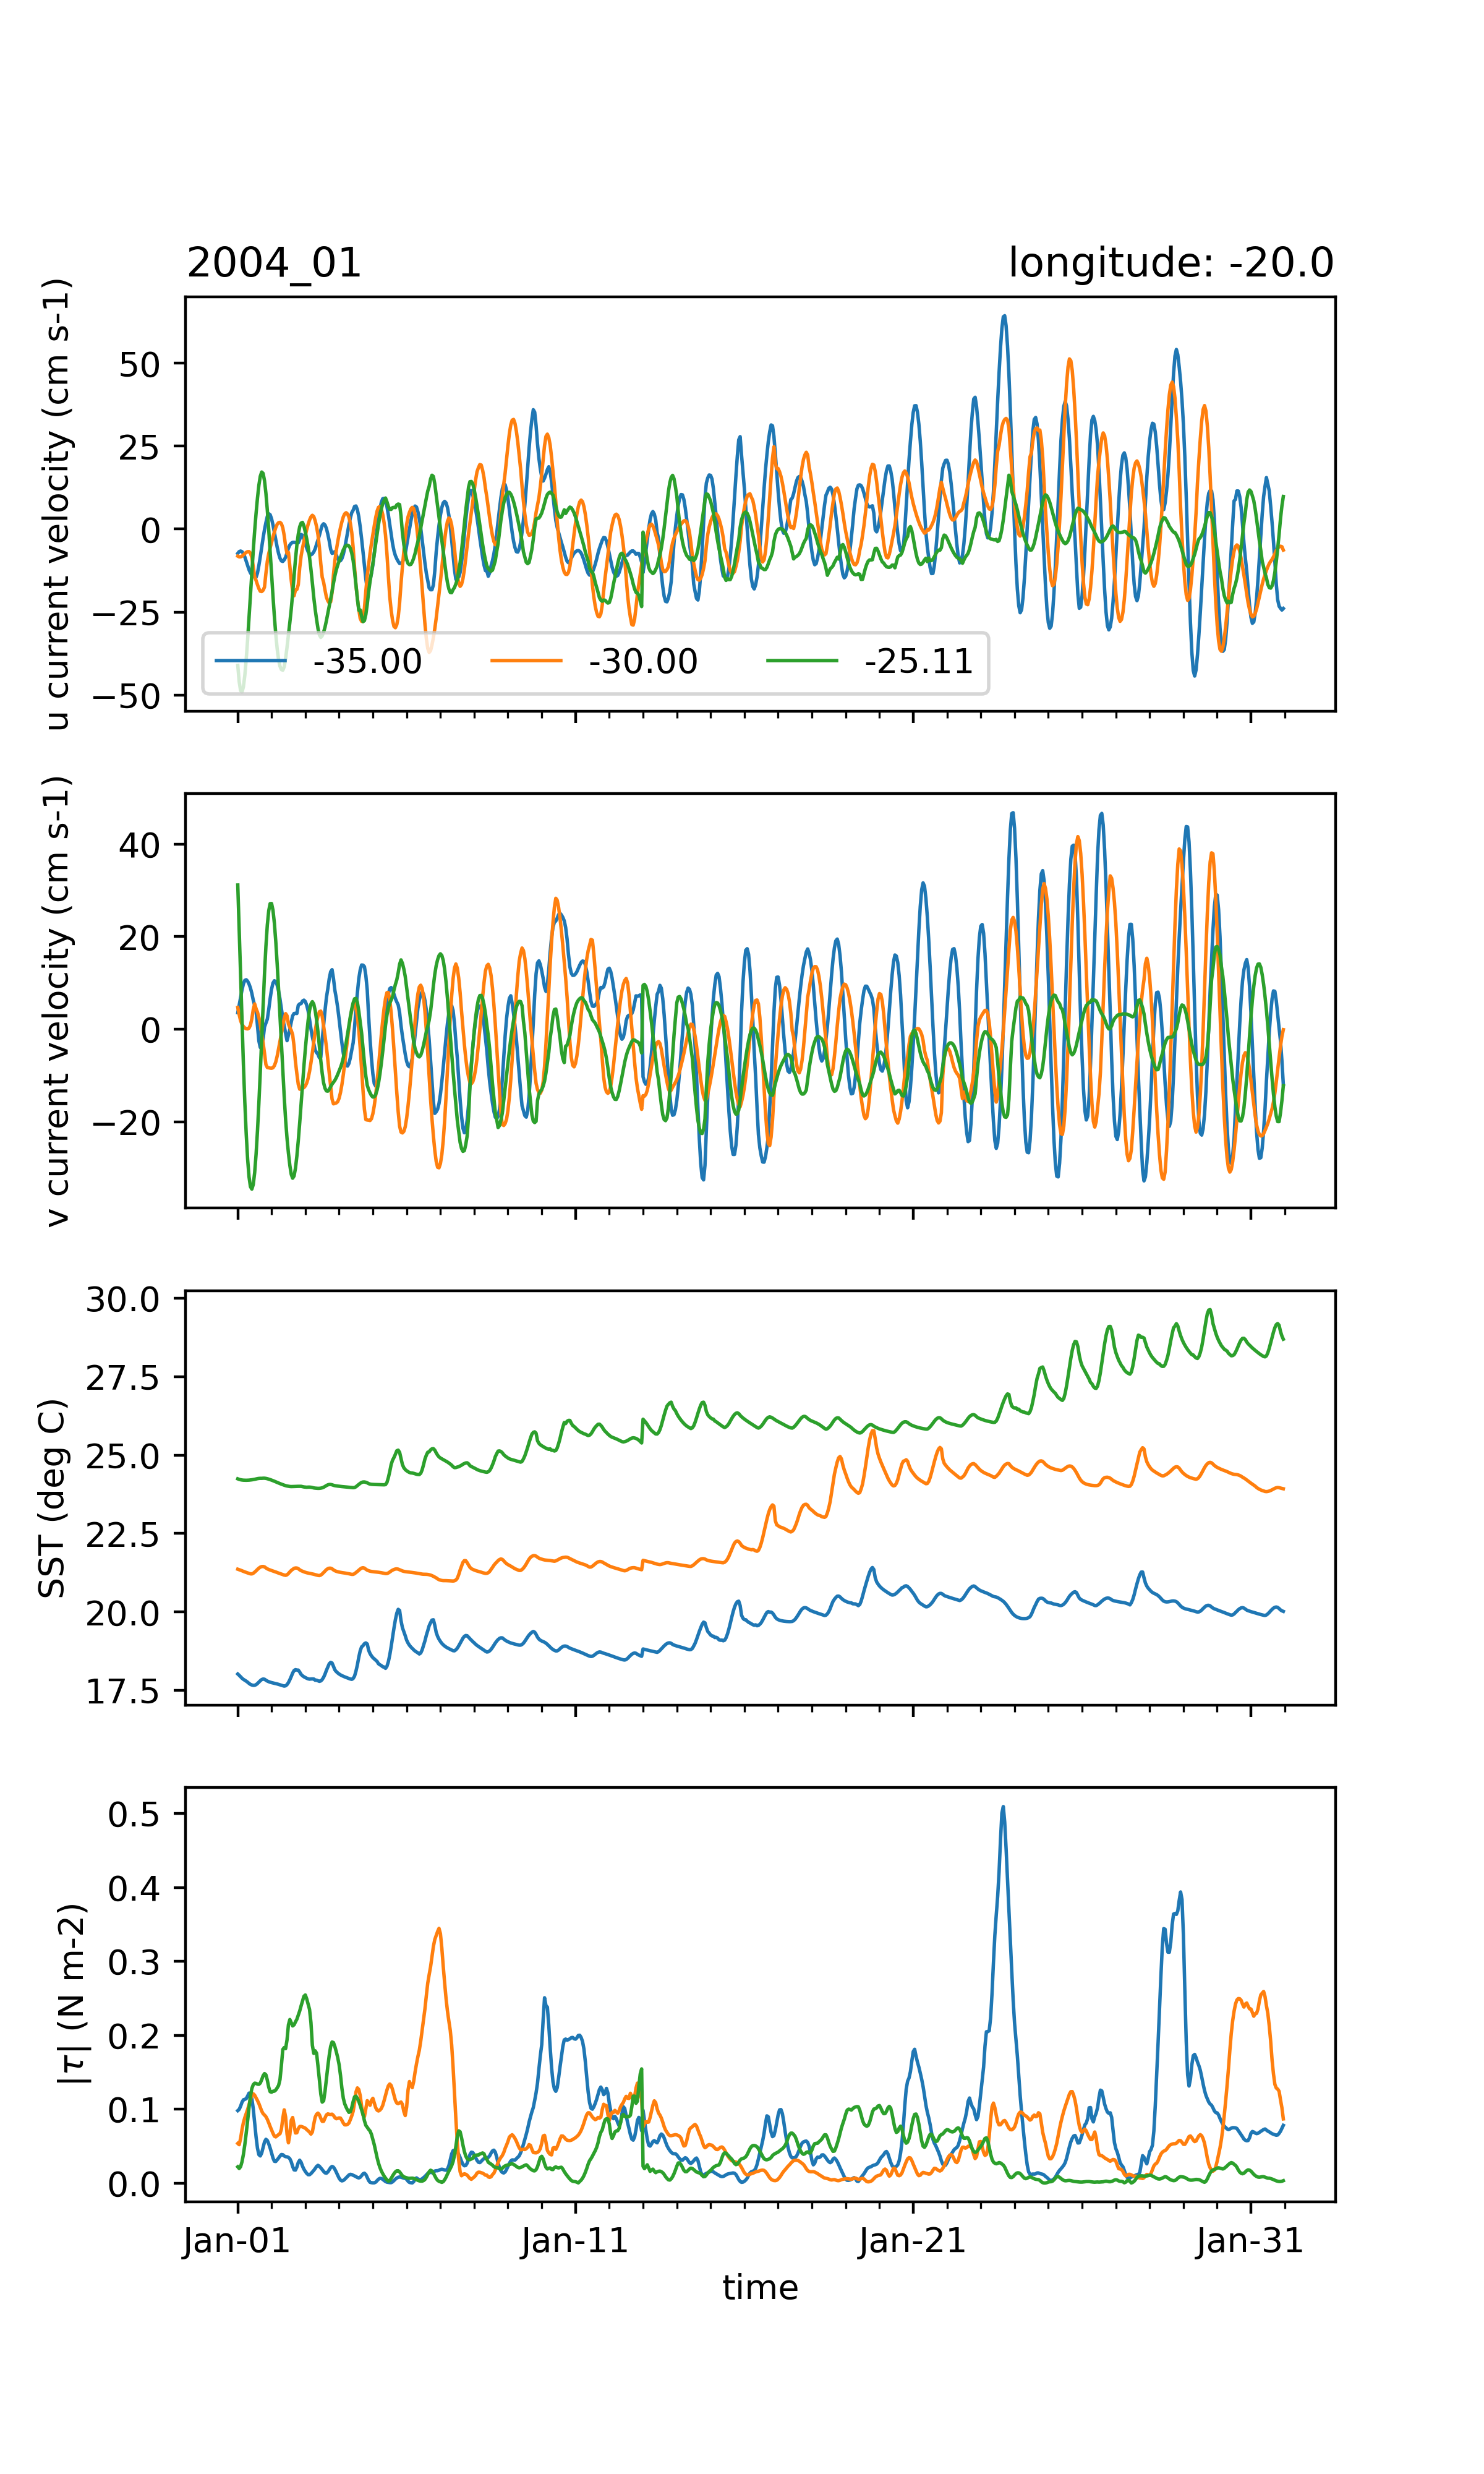 2004_01 longitude: -20.0
u current velocity (cm s-1)
50
25
0
−25
−50
-35.00 -30.00 -25.11
v current velocity (cm s-1)
40
20
0
−20
SST (deg C)
30.0
27.5
25.0
22.5
20.0
17.5
|τ| (N m-2)
0.5
0.4
0.3
0.2
0.1
0.0
Jan-01 Jan-11 Jan-21 Jan-31
time